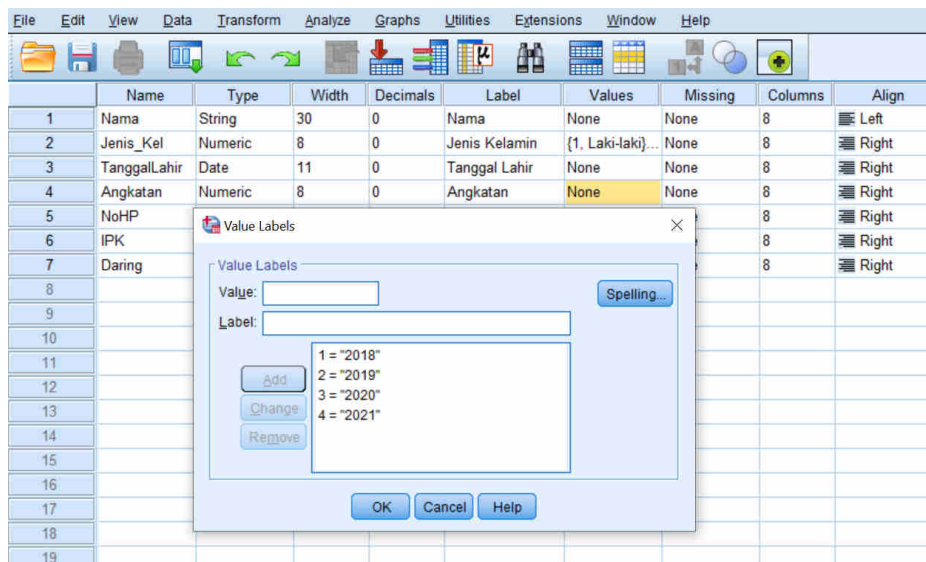 File Edit View Data Transform Analyze Graphs Utilities Extensions Window Help
Name Type Width Decimals Label Values Missing Columns Align
1 Nama String 30 0 Nama None None 8 Left
2 Jenis_Kel Numeric 8 0 Jenis Kelamin {1, Laki-laki}... None 8 Right
3 TanggalLahir Date 11 0 Tanggal Lahir None None 8 Right
4 Angkatan Numeric 8 0 Angkatan None None 8 Right
5 NoHP 8 Right
6 IPK 8 Right
7 Daring 8 Right
8
9
10
11
12
13
14
15
16
17
18
19
Value Labels
Value Labels
Value:
Spelling...
Label:
1 = "2018"
2 = "2019"
3 = "2020"
4 = "2021"
Add
Change
Remove
OK Cancel Help